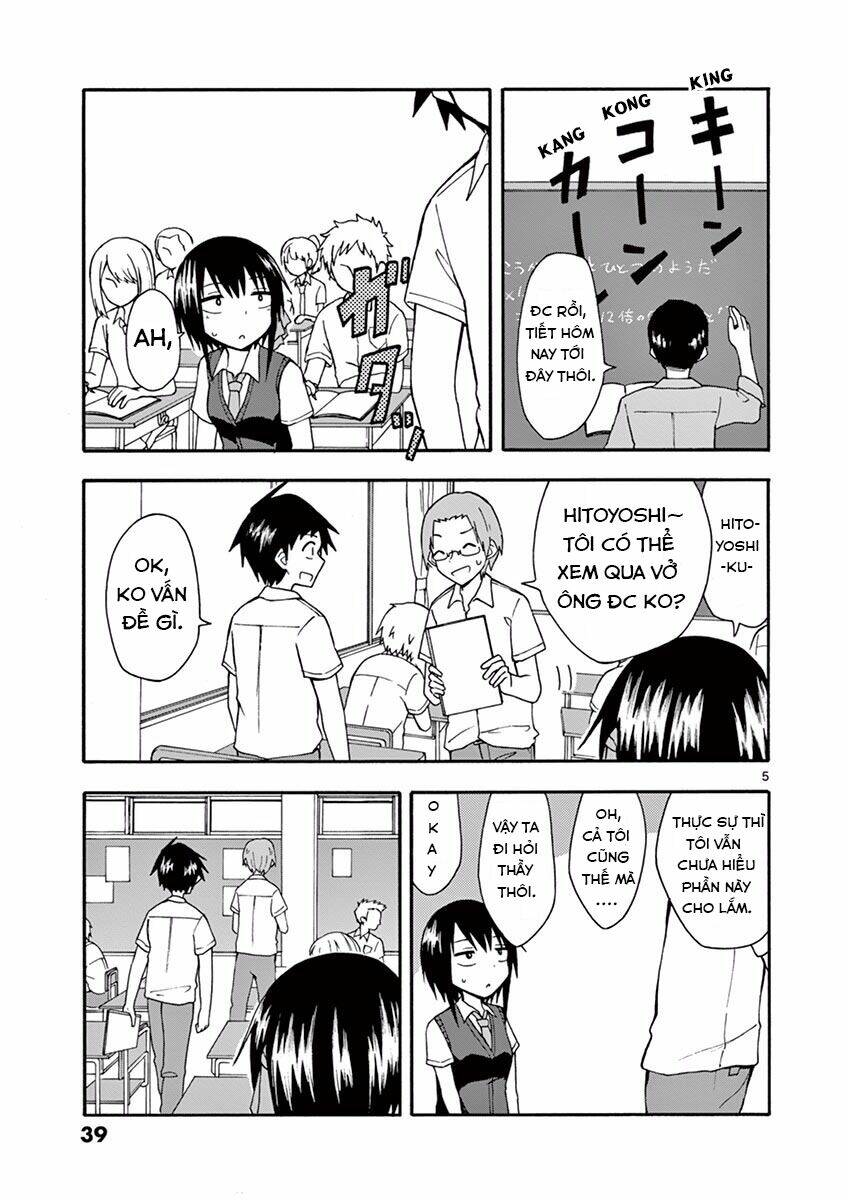 KING
KONG
KANG
キーン
コーン
カーン
ĐC RỒI,
TIẾT HÔM
NAY TỚI
ĐÂY THÔI.
ガタッ
AH,
HITO-
YOSHI
-KU-
HITOYOSHI~
TÔI CÓ THỂ
XEM QUA VỞ
ÔNG ĐC KO?
OK,
KO VẤN
ĐỀ GÌ.
5
THỰC SỰ THÌ
TÔI VẪN
CHƯA HIỂU
PHẦN NÀY
CHO LẮM.
OH,
CẢ TÔI
CŨNG
THẾ MÀ
....
VẬY TA
ĐI HỎI
THẦY
THÔI.
O
K
A
Y
39